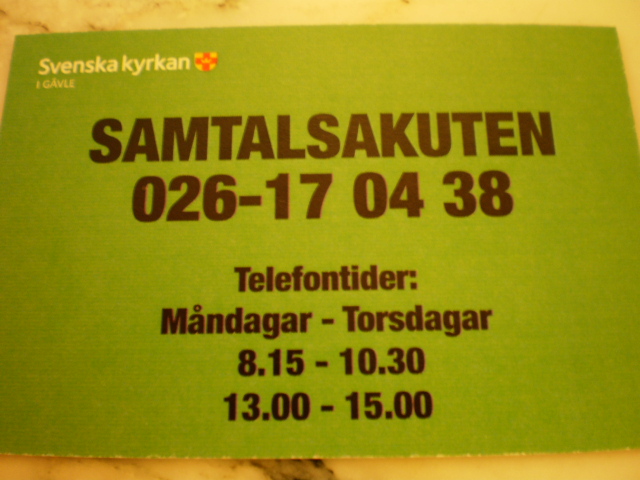 Svenska kyrkan
I GÄVLE
SAMTALSAKUTEN
026-17 04 38
Telefontider:
Måndagar - Torsdagar
8.15 - 10.30
13.00 - 15.00